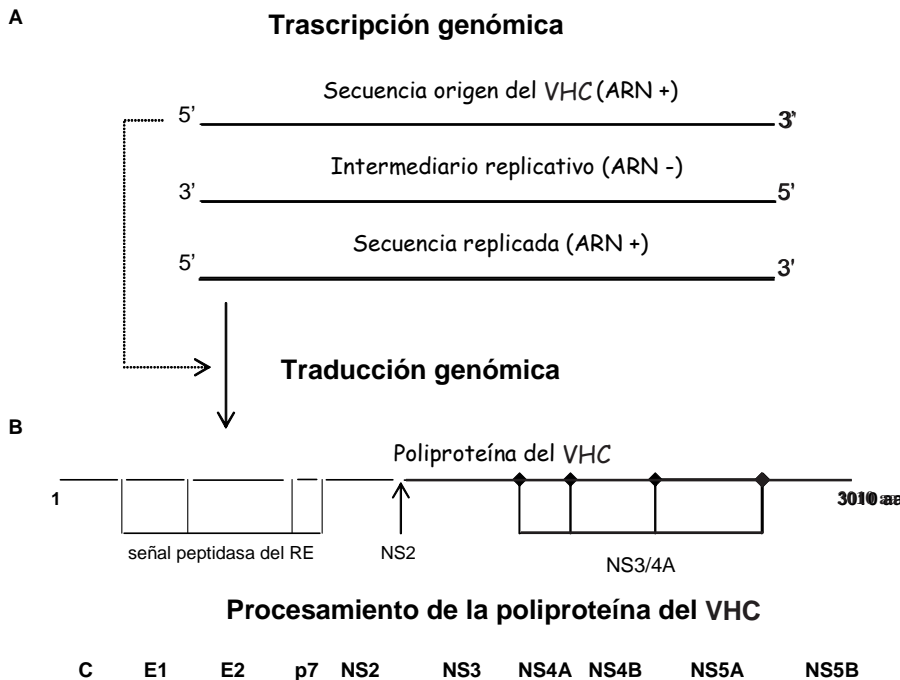 A
Trascripción genómica
Secuencia origen del VHC (ARN +)
5' 3'
Intermediario replicativo (ARN -)
3' 5'
Secuencia replicada (ARN +)
5' 3'
Traducción genómica
B
Poliproteína del VHC
1 3010 aa
señal peptidasa del RE NS2 NS3/4A
Procesamiento de la poliproteína del VHC
C E1 E2 p7 NS2 NS3 NS4A NS4B NS5A NS5B